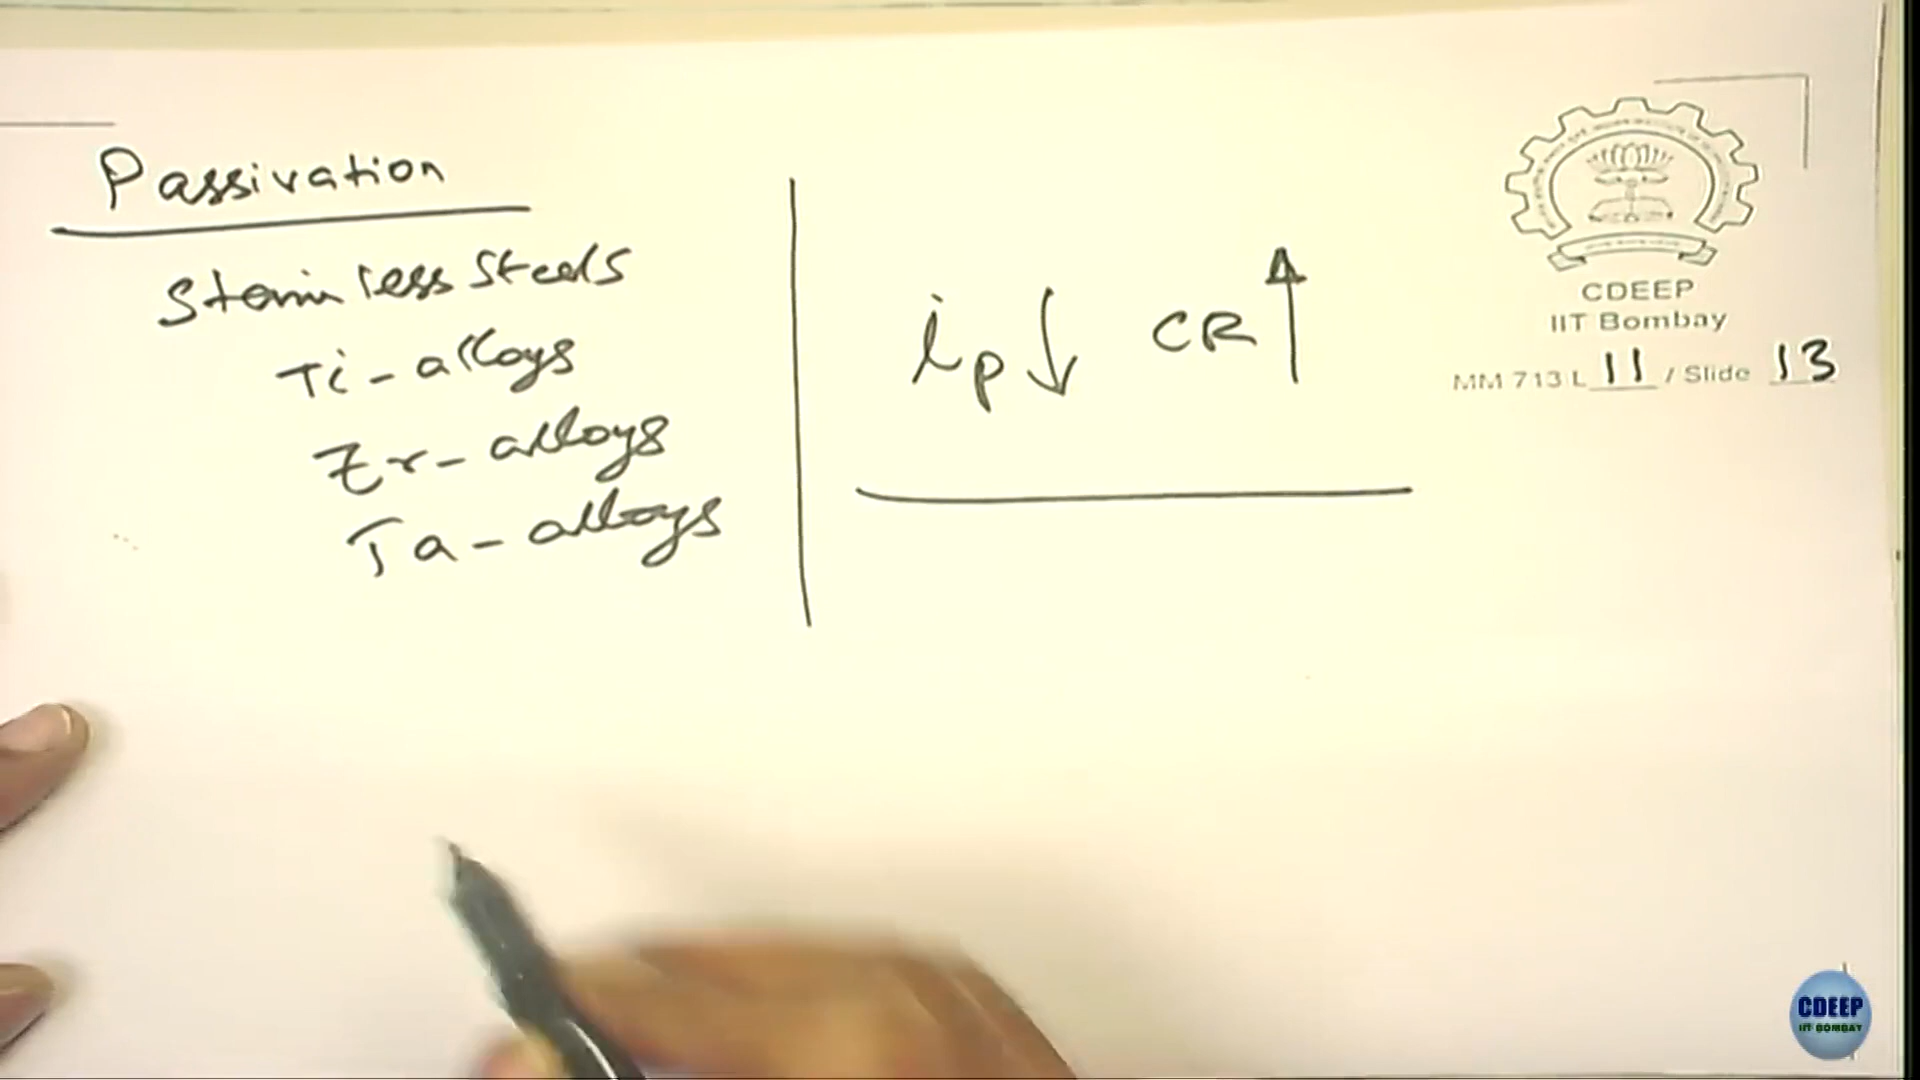 Passivation
Stainless Steels
Ti - alloys
Zr - alloys
Ta - alloys
ip ↓ CR ↑
CDEEP
IIT Bombay
MM 713 L 11 / Slide 13
CDEEP
IIT BOMBAY